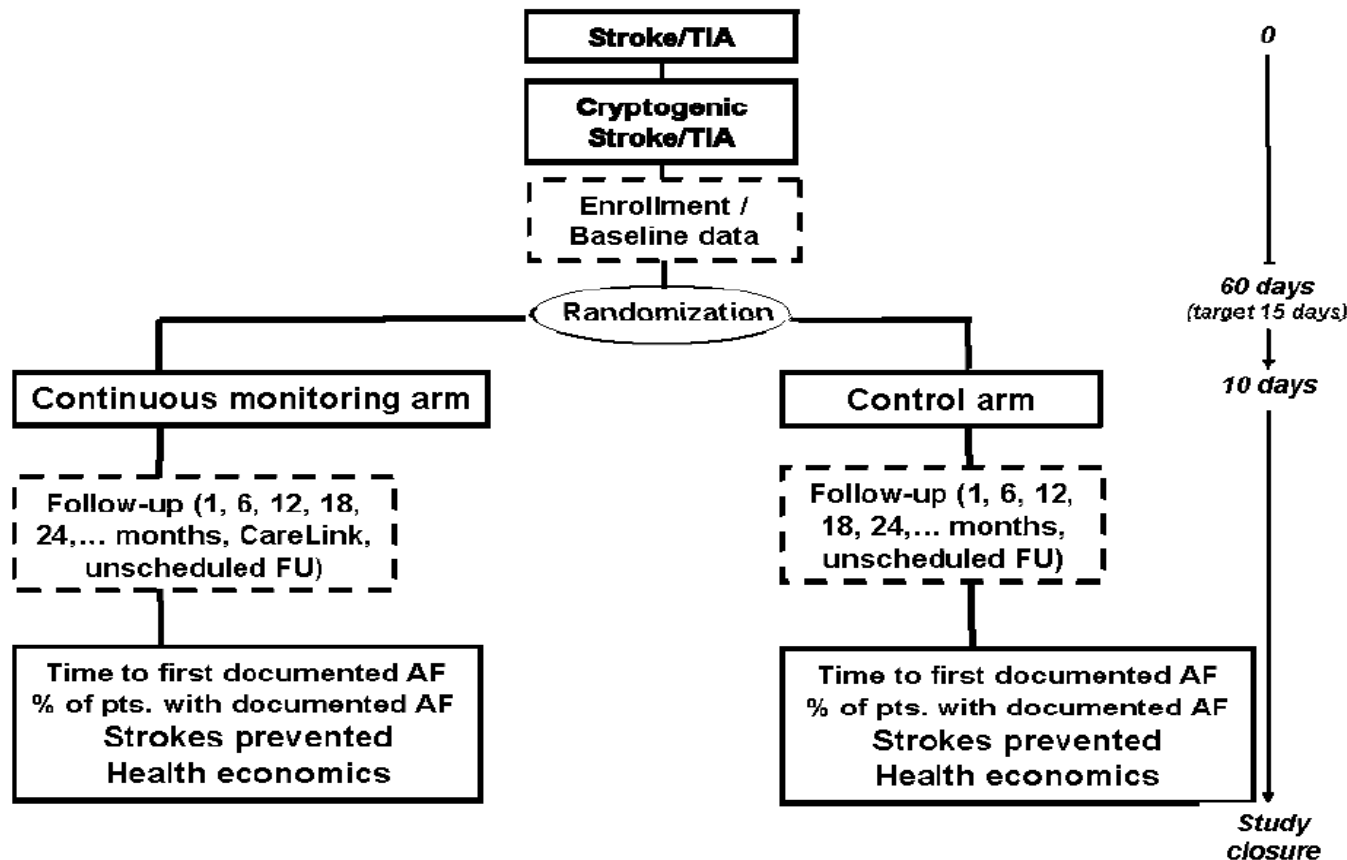 Stroke/TIA
Cryptogenic
Stroke/TIA
Enrollment /
Baseline data
Randomization
Continuous monitoring arm
Follow-up (1, 6, 12, 18,
24,... months, CareLink,
unscheduled FU)
Time to first documented AF
% of pts. with documented AF
Strokes prevented
Health economics
Control arm
Follow-up (1, 6, 12,
18, 24,... months,
unscheduled FU)
Time to first documented AF
% of pts. with documented AF
Strokes prevented
Health economics
0
60 days
(target 15 days)
10 days
Study
closure